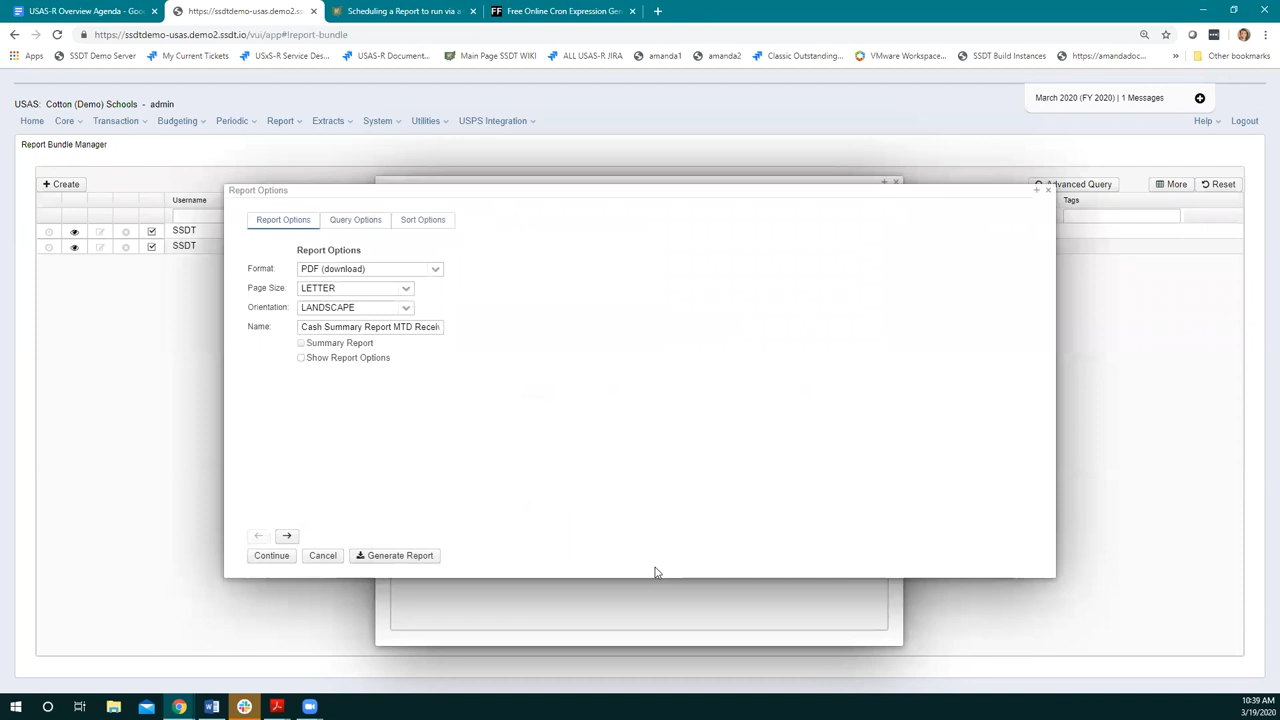 USAS-R Overview Agenda - Goo
https://ssdtdemo-usas.demo2.ss
Scheduling a Report to run via a
Free Online Cron Expression Gen
https://ssdtdemo-usas.demo2.ssdt.io/vui/app#!report-bundle
Apps
SSDT Demo Server
My Current Tickets
USxS-R Service Des...
USAS-R Document...
Main Page SSDT WIKI
ALL USAS-R JIRA
amanda1
amanda2
Classic Outstanding...
VMware Workspace...
SSDT Build Instances
https://amandadoc...
»
Other bookmarks
USAS: Cotton (Demo) Schools - admin
March 2020 (FY 2020) | 1 Messages
Home Core Transaction Budgeting Periodic Report Extracts System Utilities USPS Integration
Help Logout
Report Bundle Manager
Create
Advanced Query
More
Reset
Username
Tags
SSDT
SSDT
Report Options
Report Options Query Options Sort Options
Report Options
Format: PDF (download)
Page Size: LETTER
Orientation: LANDSCAPE
Name: Cash Summary Report MTD Recei
Summary Report
Show Report Options
Continue Cancel Generate Report
10:39 AM
3/19/2020